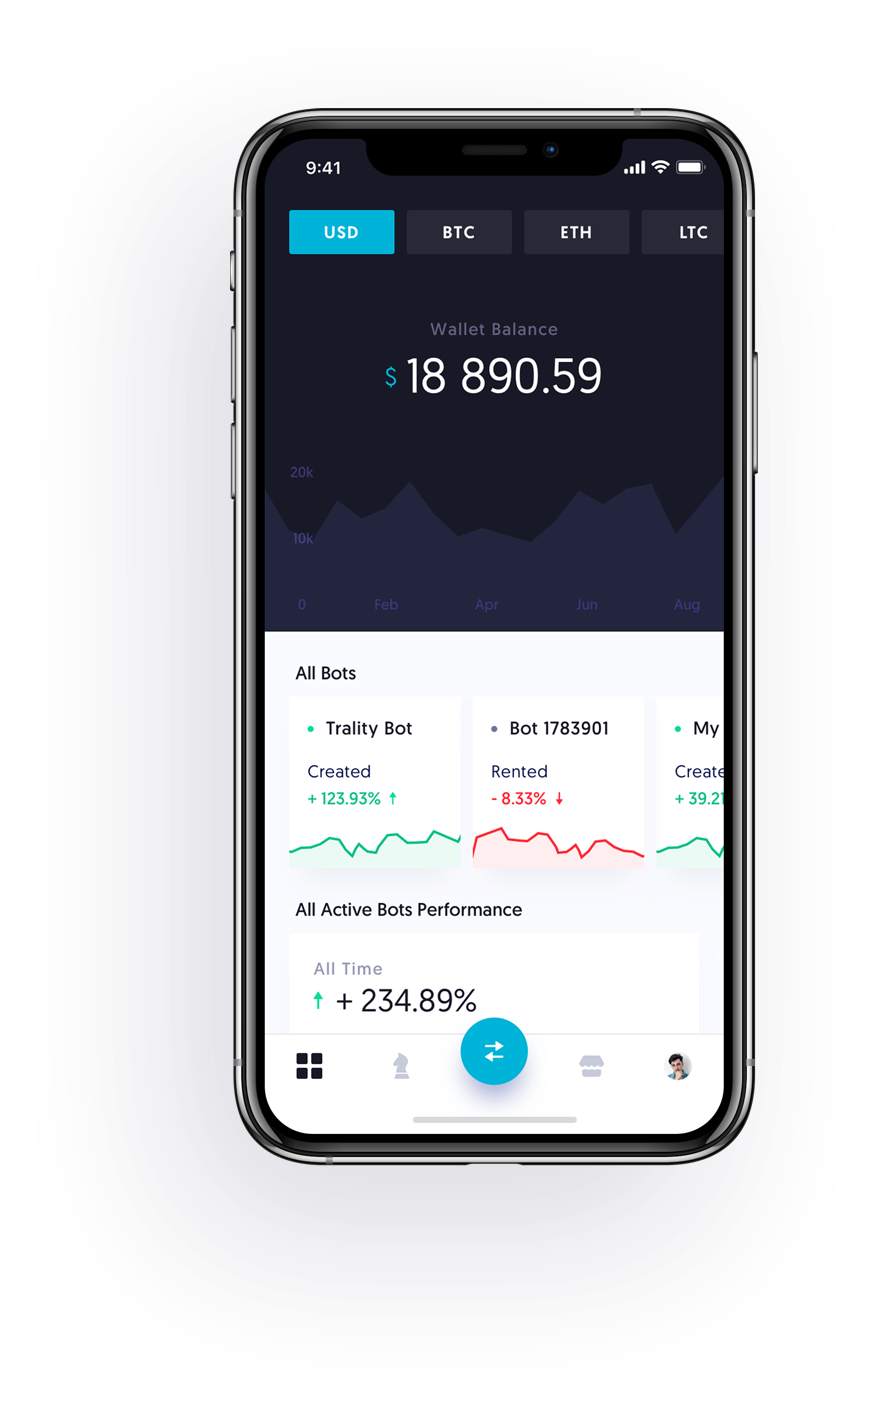 9:41
USD BTC ETH LTC
Wallet Balance
$ 18 890.59
20k
10k
0 Feb Apr Jun Aug
All Bots
Trality Bot Bot 1783901 My
Created Rented Create
+ 123.93% - 8.33% + 39.21
All Active Bots Performance
All Time
+ 234.89%